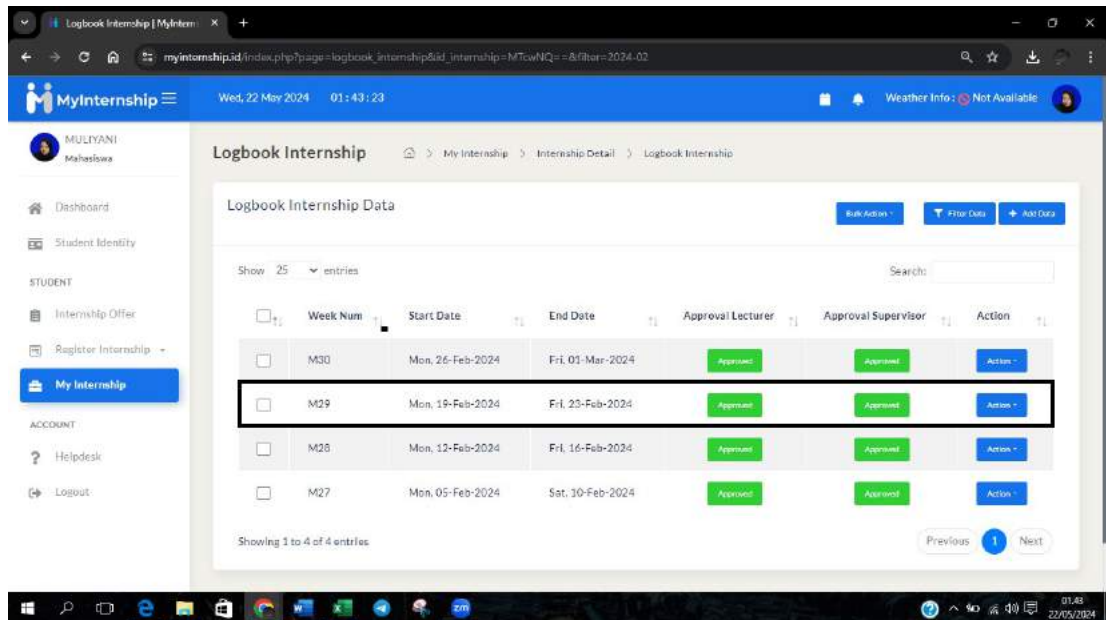 Logbook Internship | MyIntern
myinternship.id/index.php?page=logbook_internship&id_internship=MTcwNQ==&filter=2024-02
MyInternship
Wed, 22 May 2024 01:43:23
Weather Info : Not Available
MULIYANI
Mahasiswa
Logbook Internship
My Internship > Internship Detail > Logbook Internship
Dashboard
Student Identity
STUDENT
Internship Offer
Register Internship
My Internship
ACCOUNT
Helpdesk
Logout
Logbook Internship Data
Bulk Action
Filter Data
+ Add Data
Show 25 entries
Search:
Week Num Start Date End Date Approval Lecturer Approval Supervisor Action
M30 Mon, 26-Feb-2024 Fri, 01-Mar-2024 Approved Approved Action
M29 Mon, 19-Feb-2024 Fri, 23-Feb-2024 Approved Approved Action
M28 Mon, 12-Feb-2024 Fri, 16-Feb-2024 Approved Approved Action
M27 Mon, 05-Feb-2024 Sat, 10-Feb-2024 Approved Approved Action
Showing 1 to 4 of 4 entries
Previous 1 Next
zm
01.43
22/05/2024